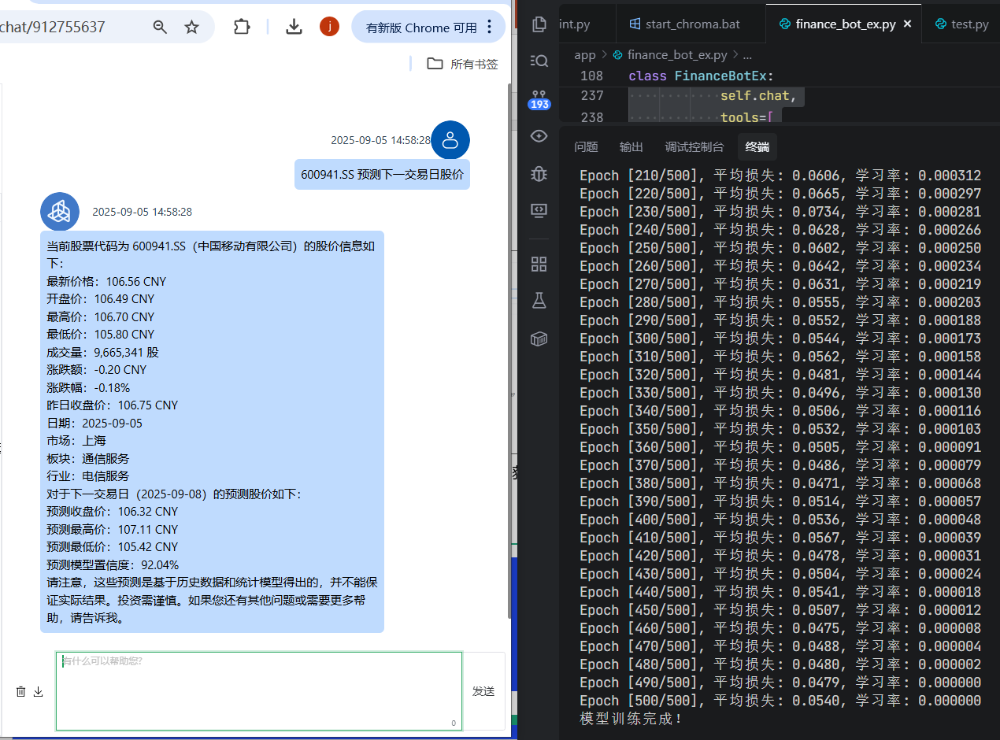 chat/912755637
j
有新版 Chrome 可用
所有书签
2025-09-05 14:58:28
600941.SS 预测下一交易日股价
2025-09-05 14:58:28
当前股票代码为 600941.SS（中国移动有限公司）的股价信息如
下：
最新价格：106.56 CNY
开盘价：106.49 CNY
最高价：106.70 CNY
最低价：105.80 CNY
成交量：9,665,341 股
涨跌额：-0.20 CNY
涨跌幅：-0.18%
昨日收盘价：106.75 CNY
日期：2025-09-05
市场：上海
板块：通信服务
行业：电信服务
对于下一交易日（2025-09-08）的预测股价如下：
预测收盘价：106.32 CNY
预测最高价：107.11 CNY
预测最低价：105.42 CNY
预测模型置信度：92.04%
请注意，这些预测是基于历史数据和统计模型得出的，并不能保
证实际结果。投资需谨慎。如果您还有其他问题或需要更多帮
助，请告诉我。
有什么可以帮助您?
0
发送
int.py
start_chroma.bat
finance_bot_ex.py
test.py
app > finance_bot_ex.py > ...
108 class FinanceBotEx:
237 self.chat,
238 tools=[
193
问题
输出
调试控制台
终端
Epoch [210/500], 平均损失: 0.0606, 学习率: 0.000312
Epoch [220/500], 平均损失: 0.0665, 学习率: 0.000297
Epoch [230/500], 平均损失: 0.0734, 学习率: 0.000281
Epoch [240/500], 平均损失: 0.0628, 学习率: 0.000266
Epoch [250/500], 平均损失: 0.0602, 学习率: 0.000250
Epoch [260/500], 平均损失: 0.0642, 学习率: 0.000234
Epoch [270/500], 平均损失: 0.0631, 学习率: 0.000219
Epoch [280/500], 平均损失: 0.0555, 学习率: 0.000203
Epoch [290/500], 平均损失: 0.0552, 学习率: 0.000188
Epoch [300/500], 平均损失: 0.0544, 学习率: 0.000173
Epoch [310/500], 平均损失: 0.0562, 学习率: 0.000158
Epoch [320/500], 平均损失: 0.0481, 学习率: 0.000144
Epoch [330/500], 平均损失: 0.0496, 学习率: 0.000130
Epoch [340/500], 平均损失: 0.0506, 学习率: 0.000116
Epoch [350/500], 平均损失: 0.0532, 学习率: 0.000103
Epoch [360/500], 平均损失: 0.0505, 学习率: 0.000091
Epoch [370/500], 平均损失: 0.0486, 学习率: 0.000079
Epoch [380/500], 平均损失: 0.0471, 学习率: 0.000068
Epoch [390/500], 平均损失: 0.0514, 学习率: 0.000057
Epoch [400/500], 平均损失: 0.0536, 学习率: 0.000048
Epoch [410/500], 平均损失: 0.0567, 学习率: 0.000039
Epoch [420/500], 平均损失: 0.0478, 学习率: 0.000031
Epoch [430/500], 平均损失: 0.0504, 学习率: 0.000024
Epoch [440/500], 平均损失: 0.0541, 学习率: 0.000018
Epoch [450/500], 平均损失: 0.0507, 学习率: 0.000012
Epoch [460/500], 平均损失: 0.0475, 学习率: 0.000008
Epoch [470/500], 平均损失: 0.0488, 学习率: 0.000004
Epoch [480/500], 平均损失: 0.0480, 学习率: 0.000002
Epoch [490/500], 平均损失: 0.0479, 学习率: 0.000000
Epoch [500/500], 平均损失: 0.0540, 学习率: 0.000000
模型训练完成！